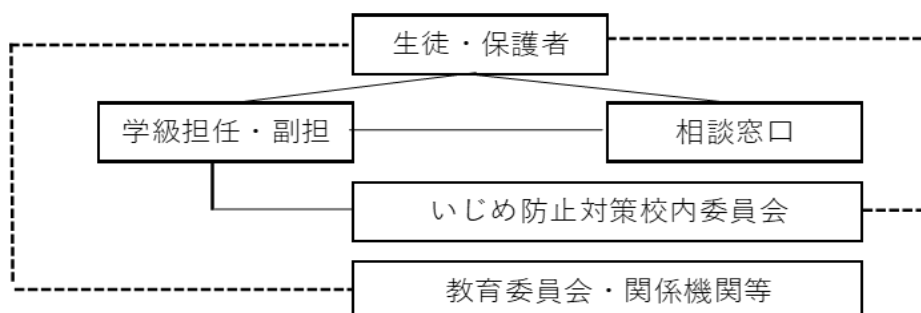 生徒・保護者
学級担任・副担
相談窓口
いじめ防止対策校内委員会
教育委員会・関係機関等